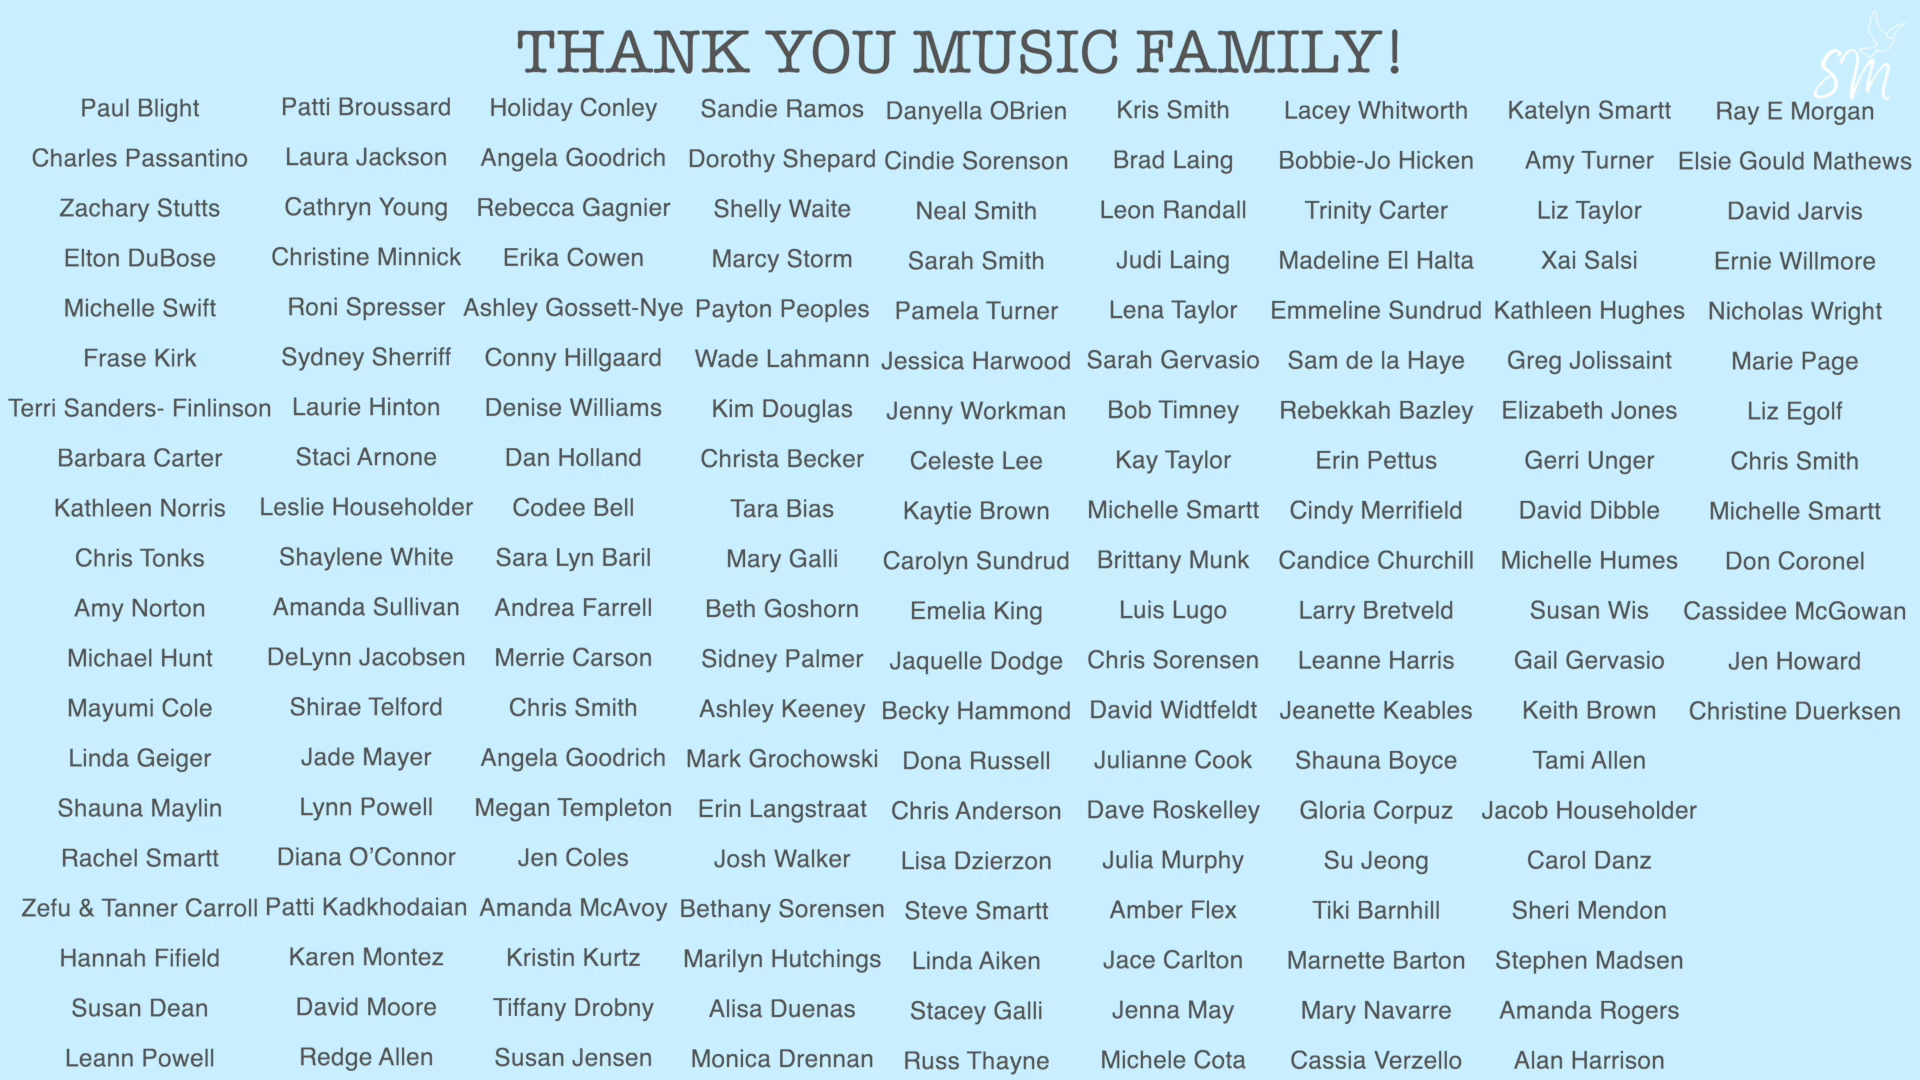 THANK YOU MUSIC FAMILY!
SM
Paul Blight
Charles Passantino
Zachary Stutts
Elton DuBose
Michelle Swift
Frase Kirk
Terri Sanders- Finlinson
Barbara Carter
Kathleen Norris
Chris Tonks
Amy Norton
Michael Hunt
Mayumi Cole
Linda Geiger
Shauna Maylin
Rachel Smartt
Zefu & Tanner Carroll
Hannah Fifield
Susan Dean
Leann Powell
Patti Broussard
Laura Jackson
Cathryn Young
Christine Minnick
Roni Spresser
Sydney Sherriff
Laurie Hinton
Staci Arnone
Leslie Householder
Shaylene White
Amanda Sullivan
DeLynn Jacobsen
Shirae Telford
Jade Mayer
Lynn Powell
Diana O’Connor
Patti Kadkhodaian
Karen Montez
David Moore
Redge Allen
Holiday Conley
Angela Goodrich
Rebecca Gagnier
Erika Cowen
Ashley Gossett-Nye
Conny Hillgaard
Denise Williams
Dan Holland
Codee Bell
Sara Lyn Baril
Andrea Farrell
Merrie Carson
Chris Smith
Angela Goodrich
Megan Templeton
Jen Coles
Amanda McAvoy
Kristin Kurtz
Tiffany Drobny
Susan Jensen
Sandie Ramos
Dorothy Shepard
Shelly Waite
Marcy Storm
Payton Peoples
Wade Lahmann
Kim Douglas
Christa Becker
Tara Bias
Mary Galli
Beth Goshorn
Sidney Palmer
Ashley Keeney
Mark Grochowski
Erin Langstraat
Josh Walker
Bethany Sorensen
Marilyn Hutchings
Alisa Duenas
Monica Drennan
Danyella OBrien
Cindie Sorenson
Neal Smith
Sarah Smith
Pamela Turner
Jessica Harwood
Jenny Workman
Celeste Lee
Kaytie Brown
Carolyn Sundrud
Emelia King
Jaquelle Dodge
Becky Hammond
Dona Russell
Chris Anderson
Lisa Dzierzon
Steve Smartt
Linda Aiken
Stacey Galli
Russ Thayne
Kris Smith
Brad Laing
Leon Randall
Judi Laing
Lena Taylor
Sarah Gervasio
Bob Timney
Kay Taylor
Michelle Smartt
Brittany Munk
Luis Lugo
Chris Sorensen
David Widtfeldt
Julianne Cook
Dave Roskelley
Julia Murphy
Amber Flex
Jace Carlton
Jenna May
Michele Cota
Lacey Whitworth
Bobbie-Jo Hicken
Trinity Carter
Madeline El Halta
Emmeline Sundrud
Sam de la Haye
Rebekkah Bazley
Erin Pettus
Cindy Merrifield
Candice Churchill
Larry Bretveld
Leanne Harris
Jeanette Keables
Shauna Boyce
Gloria Corpuz
Su Jeong
Tiki Barnhill
Marnette Barton
Mary Navarre
Cassia Verzello
Katelyn Smartt
Amy Turner
Liz Taylor
Xai Salsi
Kathleen Hughes
Greg Jolissaint
Elizabeth Jones
Gerri Unger
David Dibble
Michelle Humes
Susan Wis
Gail Gervasio
Keith Brown
Tami Allen
Jacob Householder
Carol Danz
Sheri Mendon
Stephen Madsen
Amanda Rogers
Alan Harrison
Ray E Morgan
Elsie Gould Mathews
David Jarvis
Ernie Willmore
Nicholas Wright
Marie Page
Liz Egolf
Chris Smith
Michelle Smartt
Don Coronel
Cassidee McGowan
Jen Howard
Christine Duerksen